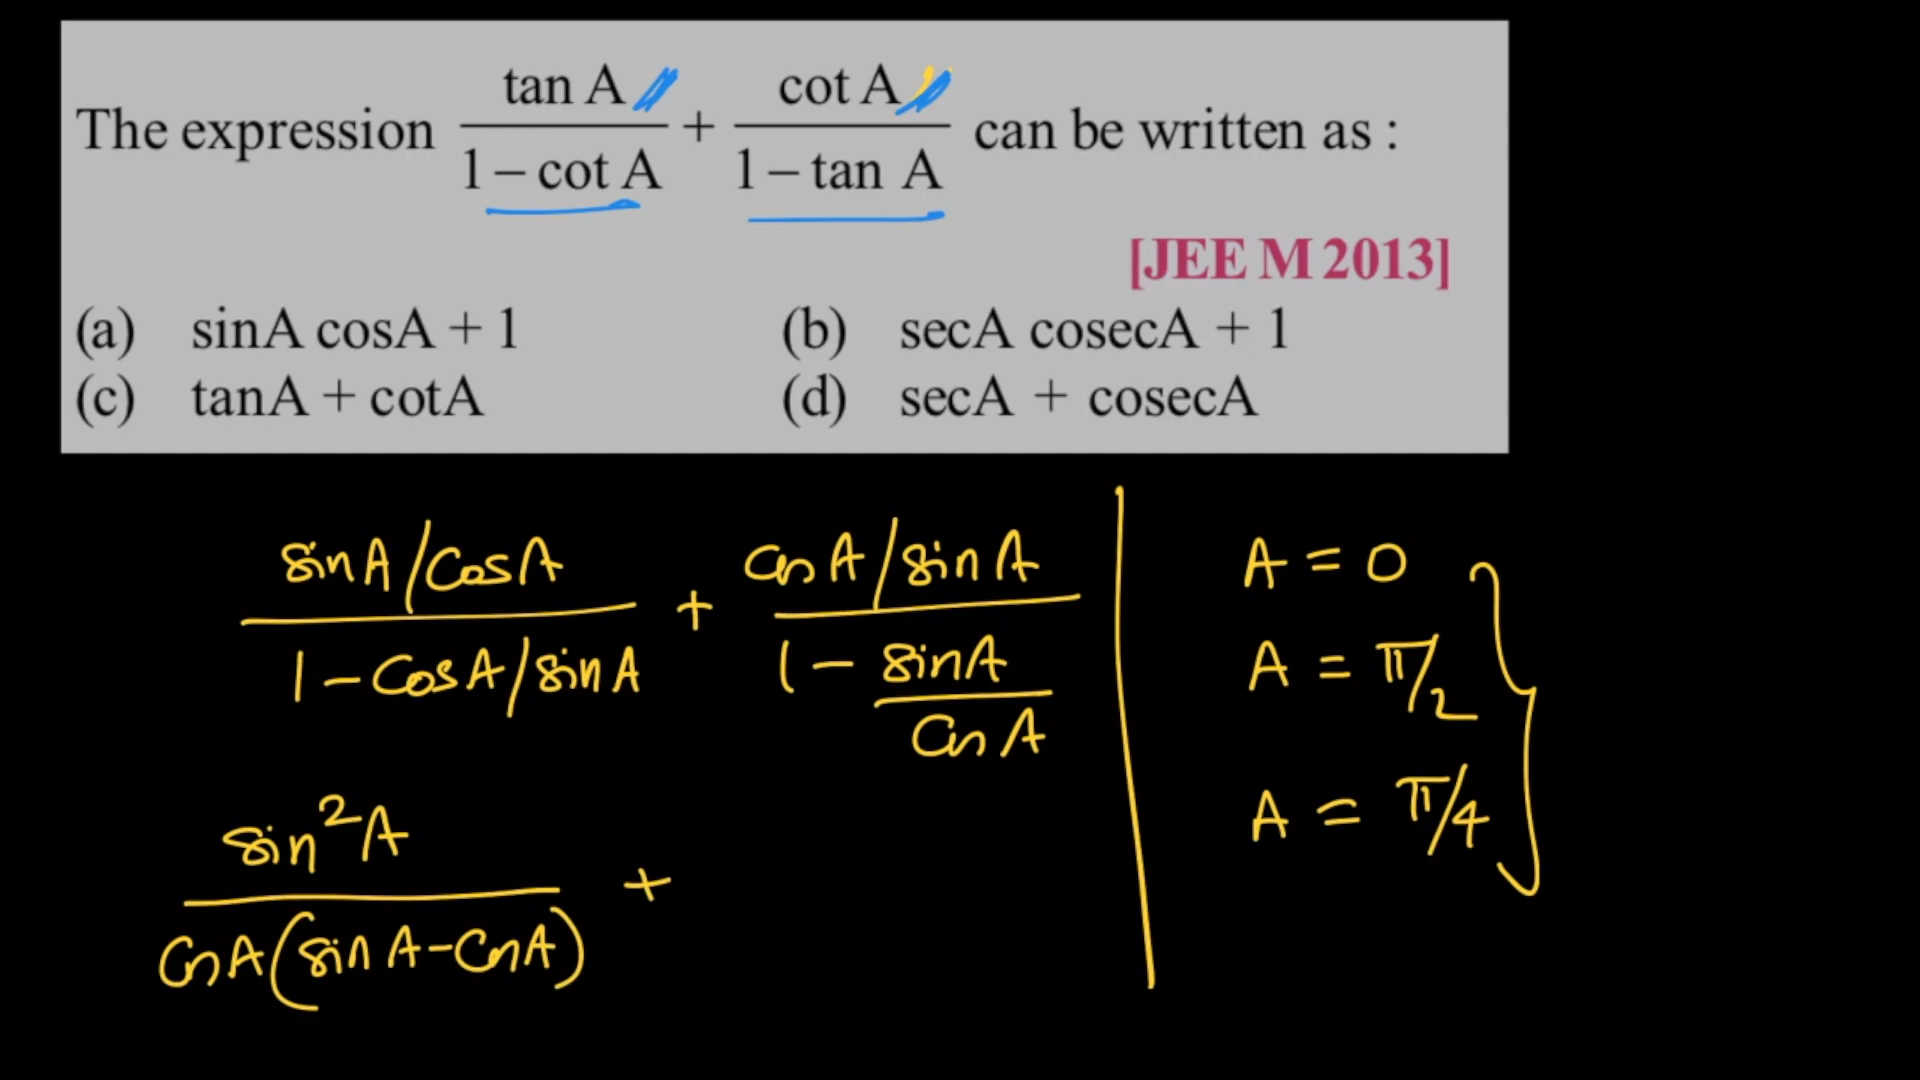 The expression tan A / (1 – cot A) + cot A / (1 – tan A) can be written as :
[JEE M 2013]
(a) sinA cosA + 1 (b) secA cosecA + 1
(c) tanA + cotA (d) secA + cosecA
sinA/cosA / (1 – cosA/sinA) + cosA/sinA / (1 – sinA/cosA)
sin²A / (cosA(sinA – cosA)) +
A = 0
A = π/2
A = π/4